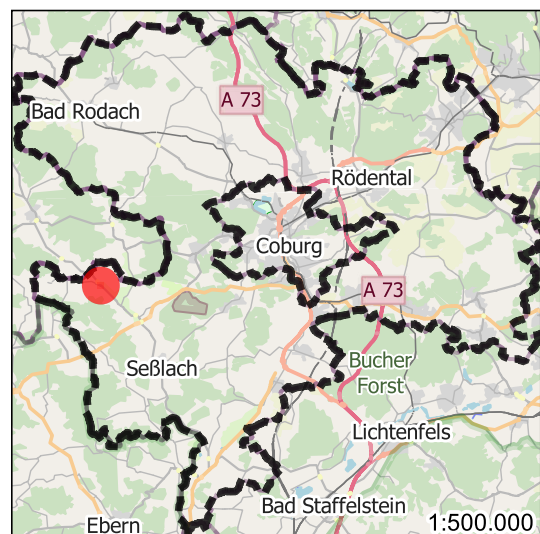 A 73
Bad Rodach
Rödental
Coburg
A 73
Bucher
Forst
Seßlach
Lichtenfels
Bad Staffelstein
Ebern
1:500.000